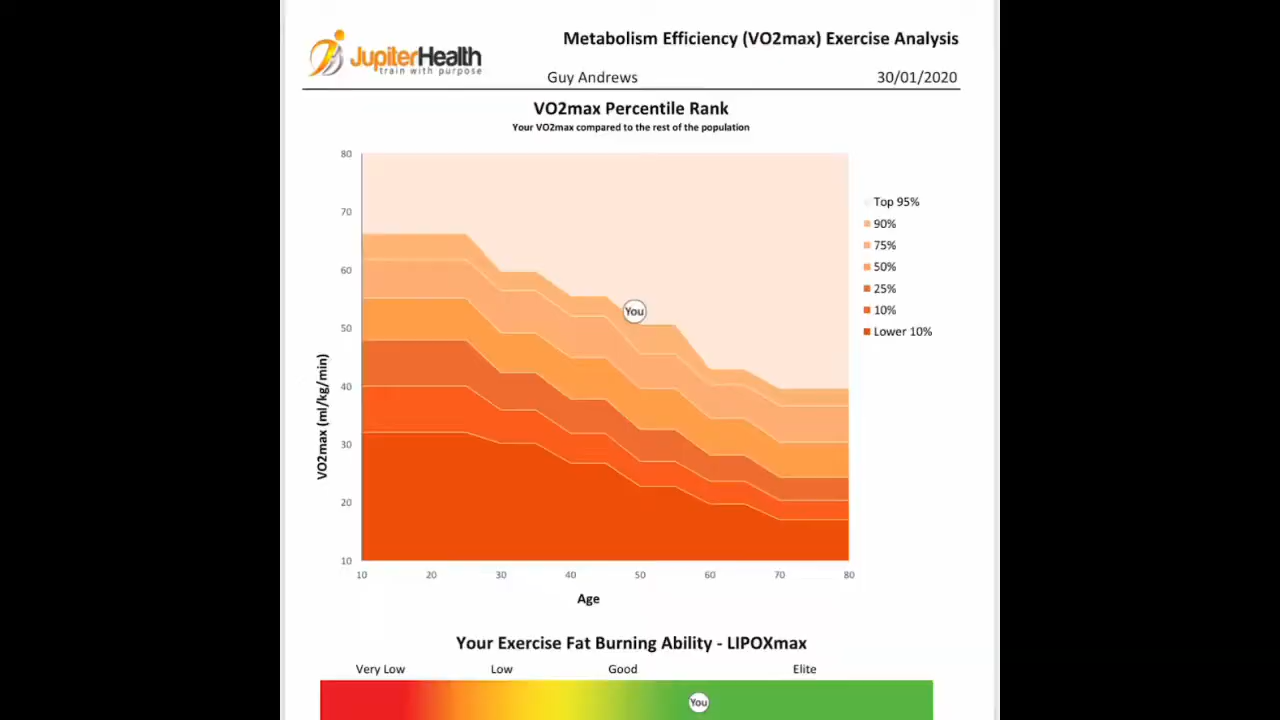 JupiterHealth
train with purpose
Metabolism Efficiency (VO2max) Exercise Analysis
Guy Andrews
30/01/2020
VO2max Percentile Rank
Your VO2max compared to the rest of the population
80
70
60
50
40
30
20
10
VO2max (ml/kg/min)
You
10
20
30
40
50
60
70
80
Age
Top 95%
90%
75%
50%
25%
10%
Lower 10%
Your Exercise Fat Burning Ability - LIPOXmax
Very Low
Low
Good
Elite
You